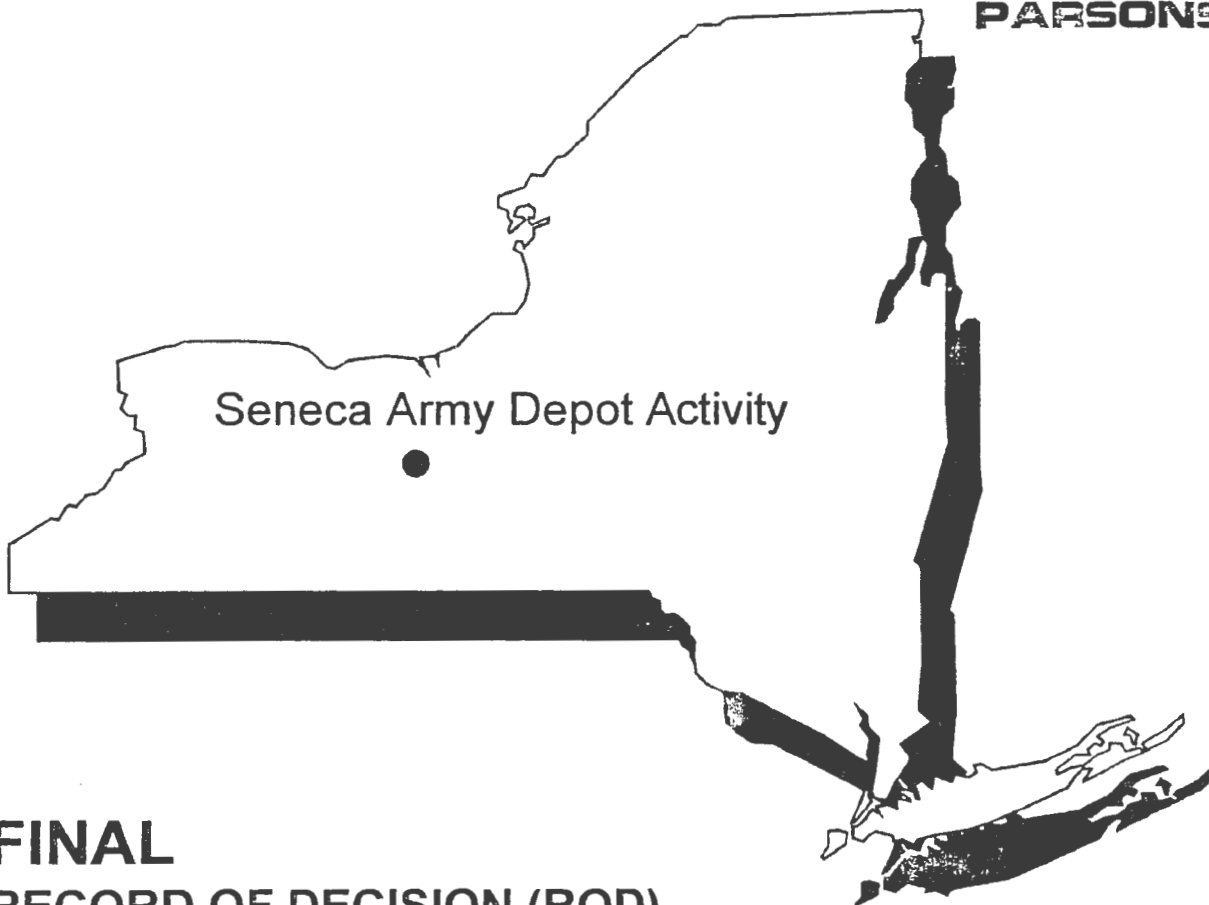 PARSONS
Seneca Army Depot Activity
FINAL
RECORD OF DECISION (ROD)